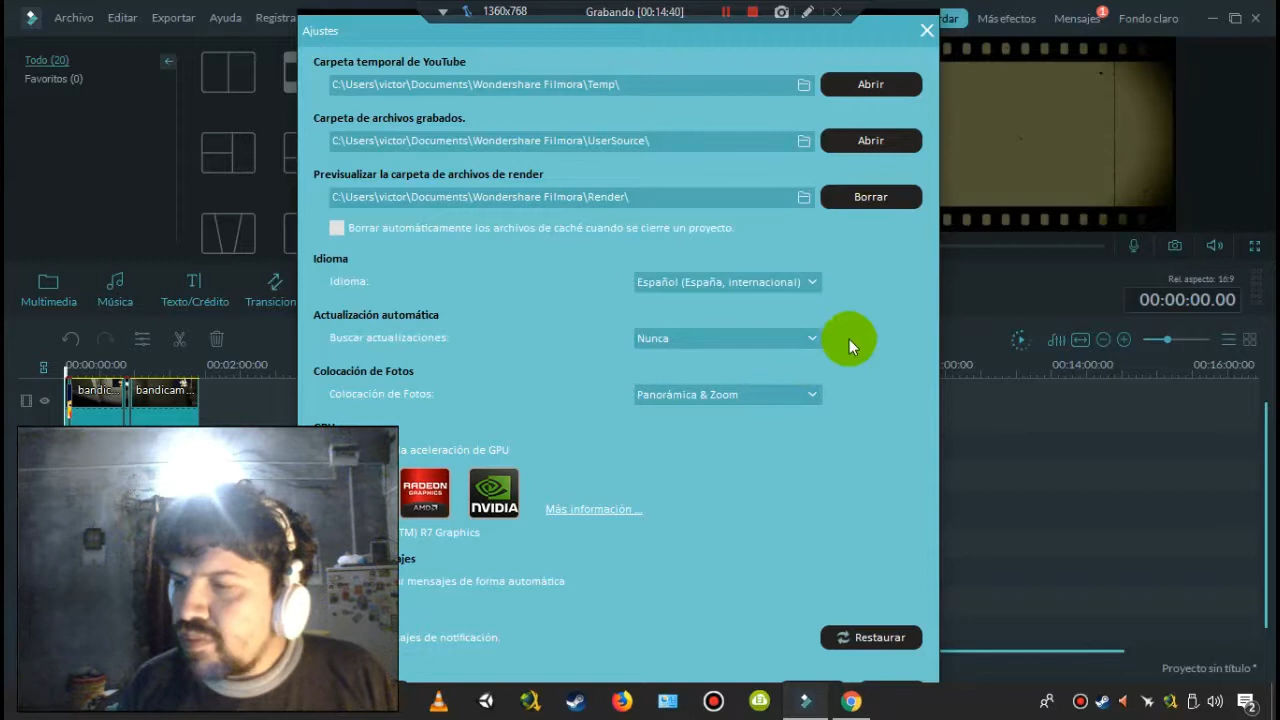 1360x768
Grabando [00:14:40]
Archivo
Editar
Exportar
Ayuda
Registra
dar
Más efectos
Mensajes
1
Fondo claro
Ajustes
Todo (20)
Favoritos (0)
Carpeta temporal de YouTube
C:\Users\victor\Documents\Wondershare Filmora\Temp\
Abrir
Carpeta de archivos grabados.
C:\Users\victor\Documents\Wondershare Filmora\UserSource\
Abrir
Previsualizar la carpeta de archivos de render
C:\Users\victor\Documents\Wondershare Filmora\Render\
Borrar
Borrar automáticamente los archivos de caché cuando se cierre un proyecto.
Idioma
Idioma:
Español (España, internacional)
Actualización automática
Buscar actualizaciones:
Nunca
Colocación de Fotos
Colocación de Fotos:
Panorámica & Zoom
la aceleración de GPU
RADEON
GRAPHICS
AMD
NVIDIA
Más información ...
(TM) R7 Graphics
ajes
ar mensajes de forma automática
ajes de notificación.
Restaurar
Multimedia
Música
Texto/Crédito
Transicion
Rel. aspecto: 16:9
00:00:00.00
00:00:00:00
00:02:00:0
00:00
00:14:00:00
00:16:00:00
bandic...
bandicam...
Proyecto sin título *
2